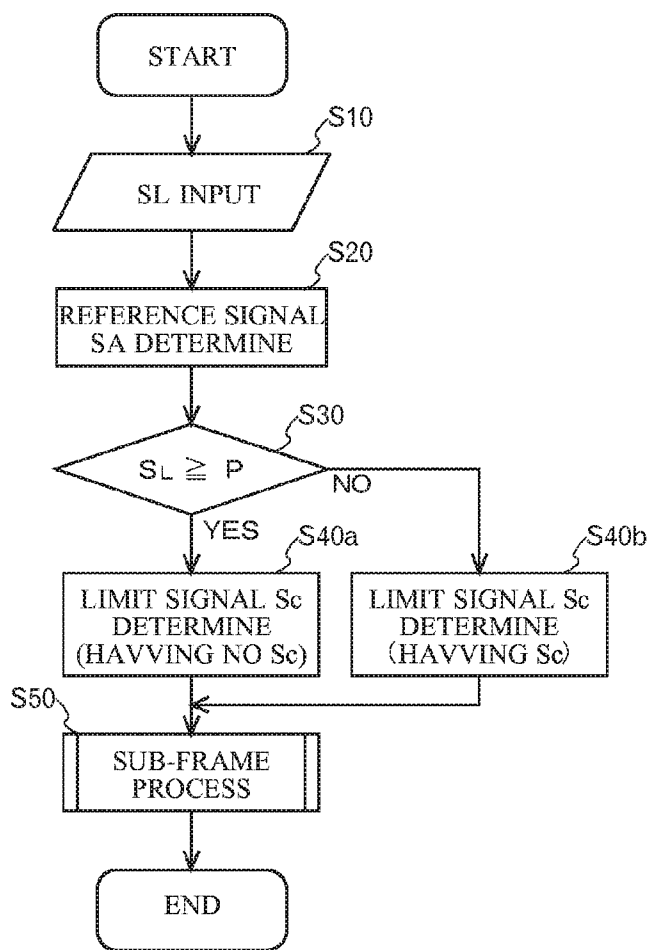 START
S10
SL INPUT
S20
REFERENCE SIGNAL
SA DETERMINE
S30
SL ≧ P
NO
YES
S40a
LIMIT SIGNAL Sc
DETERMINE
(HAVVING NO Sc)
S40b
LIMIT SIGNAL Sc
DETERMINE
(HAVVING Sc)
S50
SUB-FRAME
PROCESS
END